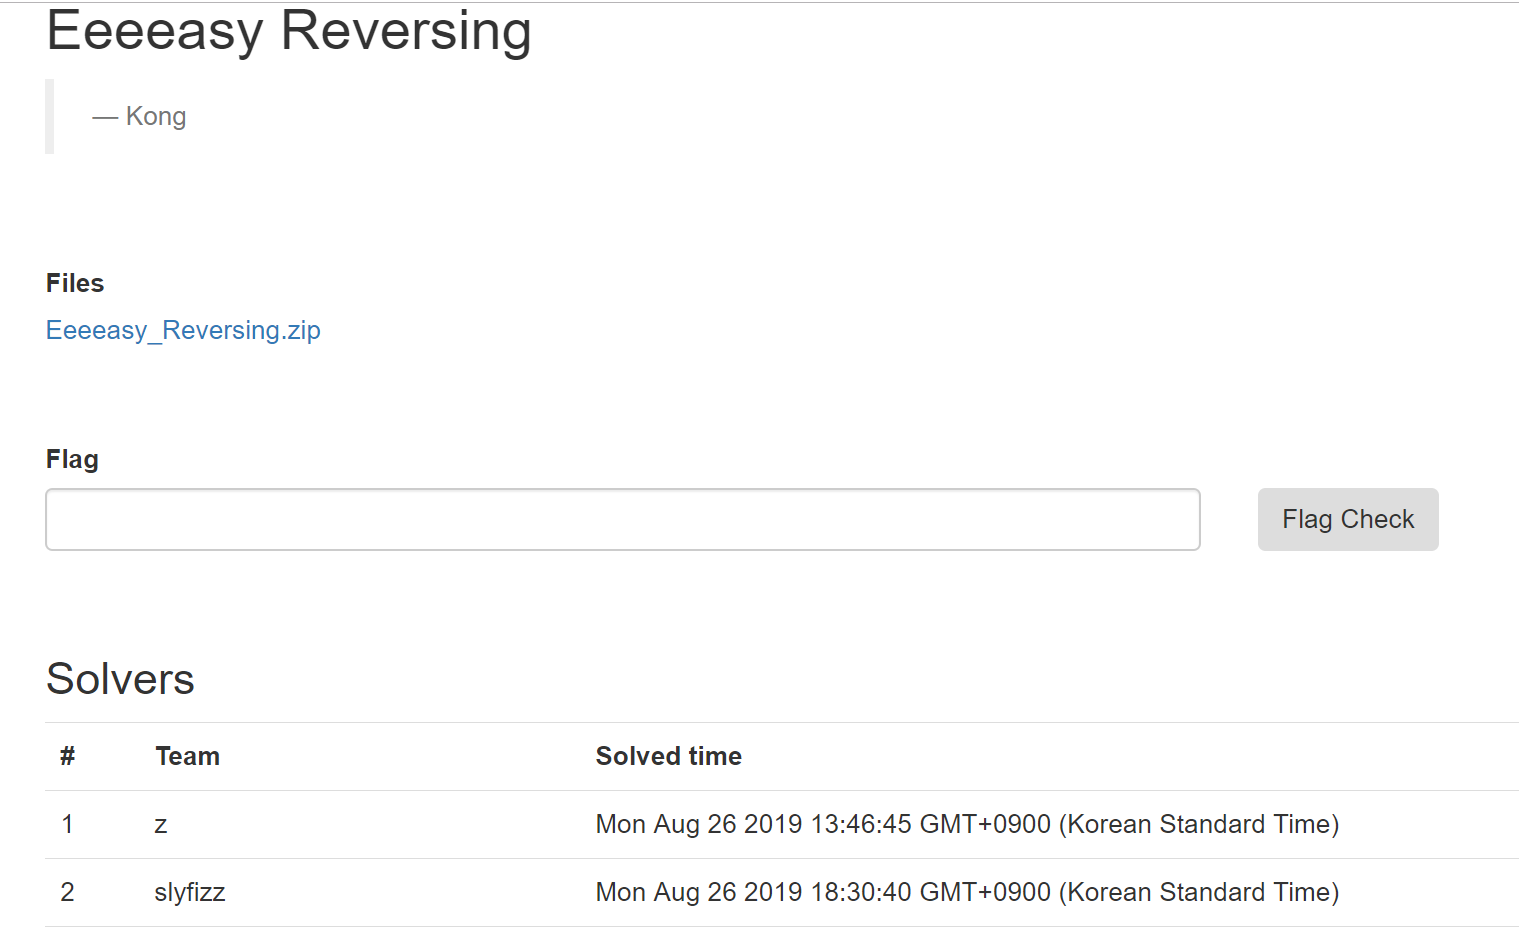 Eeeeasy Reversing
— Kong
Files
Eeeeasy_Reversing.zip
Flag
Flag Check
Solvers
# Team Solved time
1 z Mon Aug 26 2019 13:46:45 GMT+0900 (Korean Standard Time)
2 slyfizz Mon Aug 26 2019 18:30:40 GMT+0900 (Korean Standard Time)